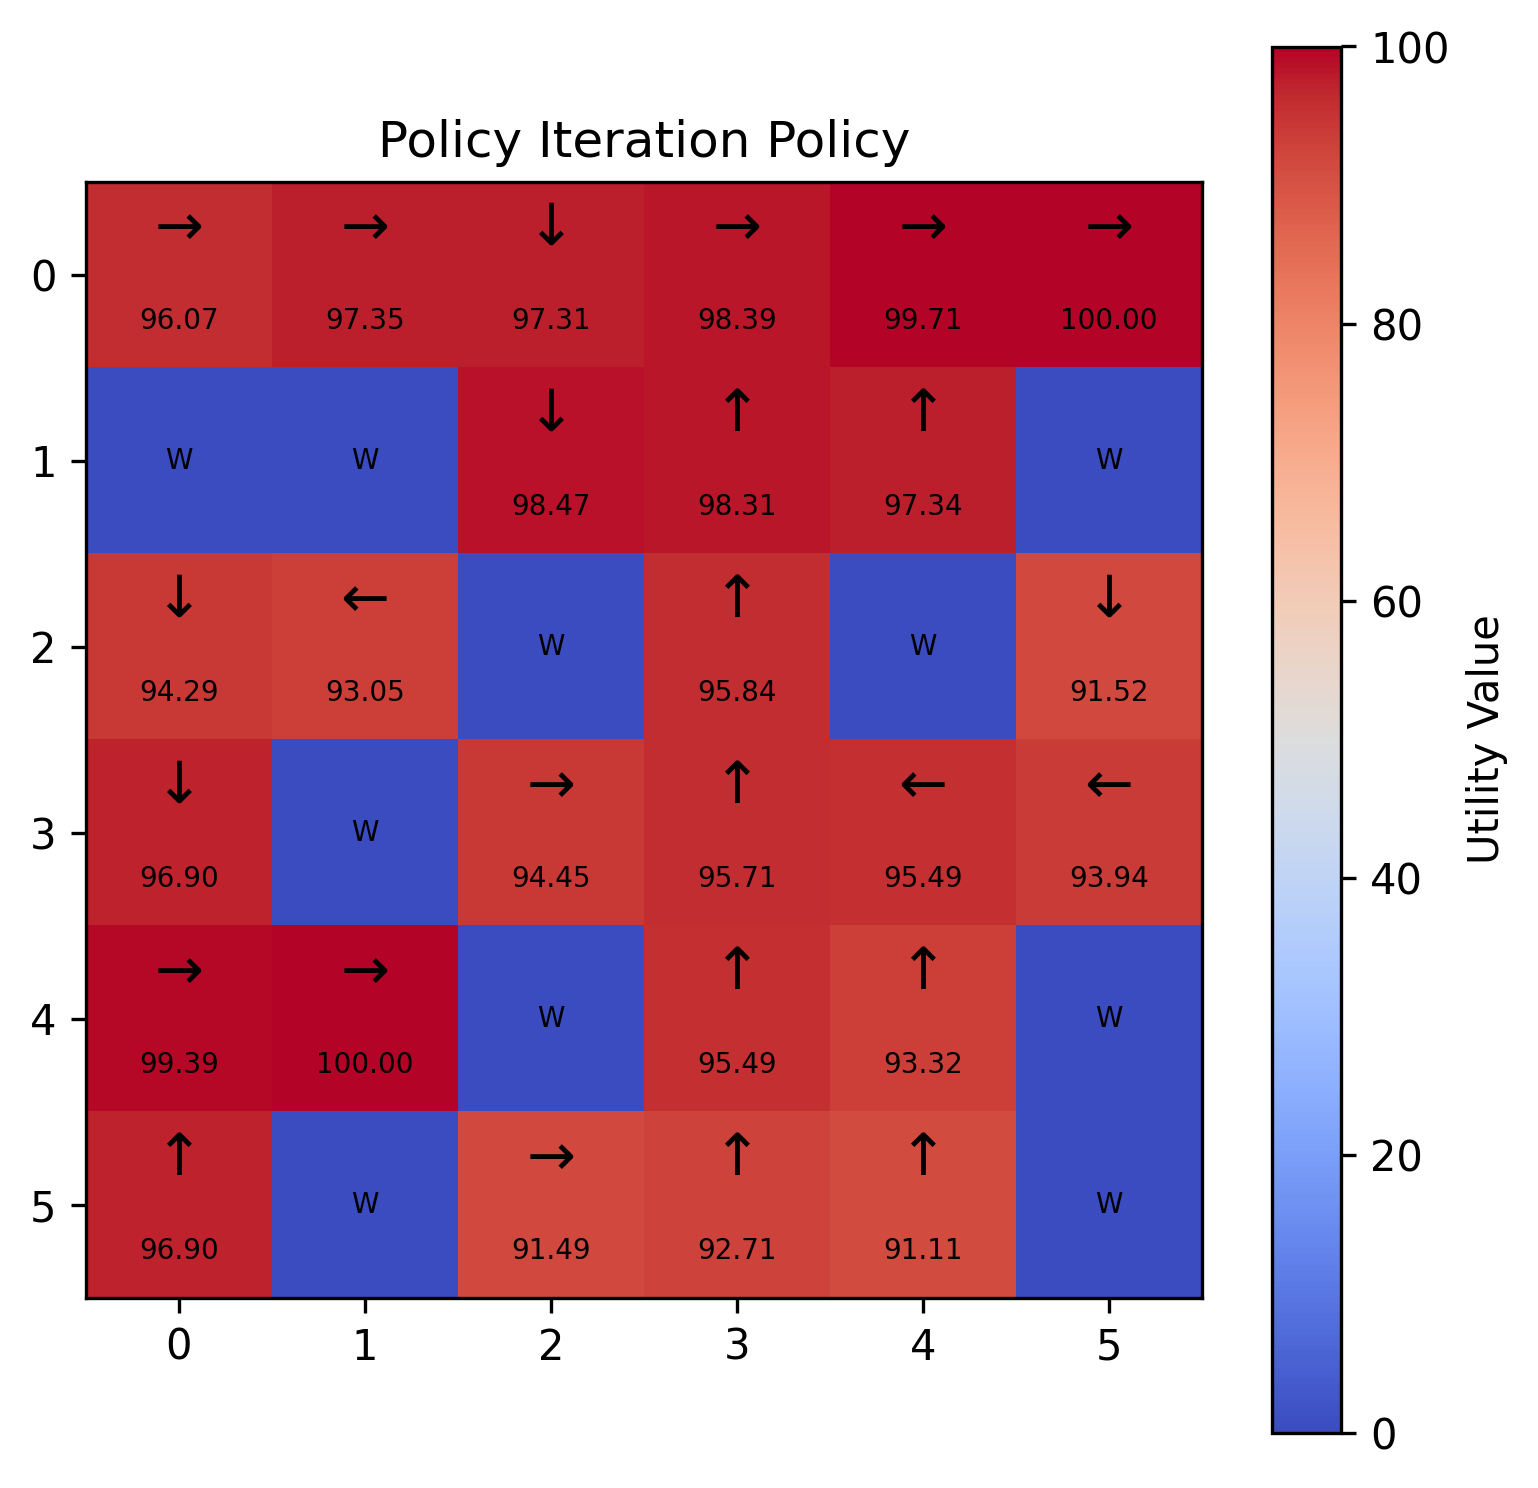 Policy Iteration Policy
0
→ → ↓ → → →
96.07 97.35 97.31 98.39 99.71 100.00
1
↓ ↑ ↑
W W W
98.47 98.31 97.34
2
↓ ← ↑ ↓
W W
94.29 93.05 95.84 91.52
3
↓ → ↑ ← ←
W
96.90 94.45 95.71 95.49 93.94
4
→ → ↑ ↑
W W
99.39 100.00 95.49 93.32
5
↑ → ↑ ↑
W W
96.90 91.49 92.71 91.11
0 1 2 3 4 5
100
80
60
40
20
0
Utility Value